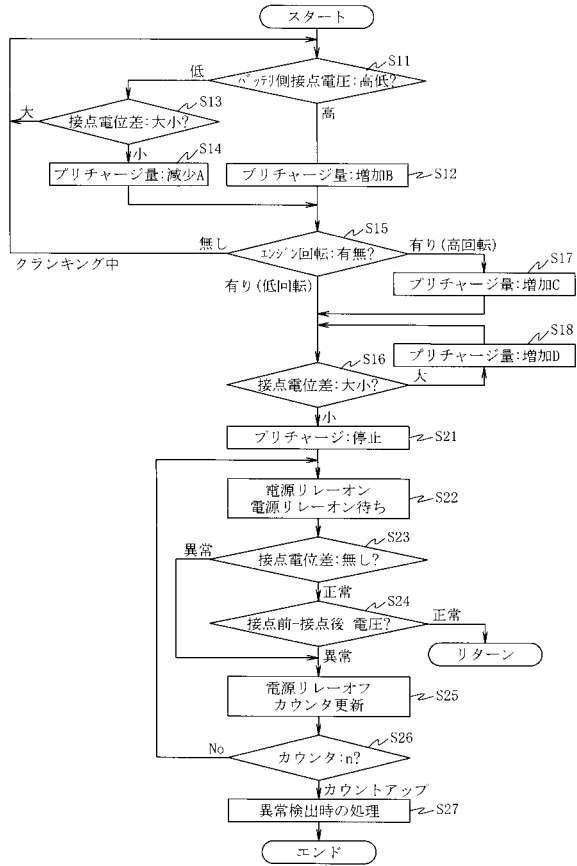 スタート
S11
バッテリ側接点電圧:高低?
低
高
S13
接点電位差:大小?
大
小
S14
プリチャージ量:減少A
プリチャージ量:増加B
S12
S15
エンジン回転:有無?
無し
クランキング中
有り(高回転)
S17
プリチャージ量:増加C
有り(低回転)
S18
プリチャージ量:増加D
S16
接点電位差:大小?
大
小
プリチャージ:停止
S21
電源リレーオン
電源リレーオン待ち
S22
S23
接点電位差:無し?
異常
正常
S24
接点前-接点後 電圧?
正常
リターン
異常
電源リレーオフ
カウンタ更新
S25
S26
カウンタ:n?
No
カウントアップ
異常検出時の処理
S27
エンド